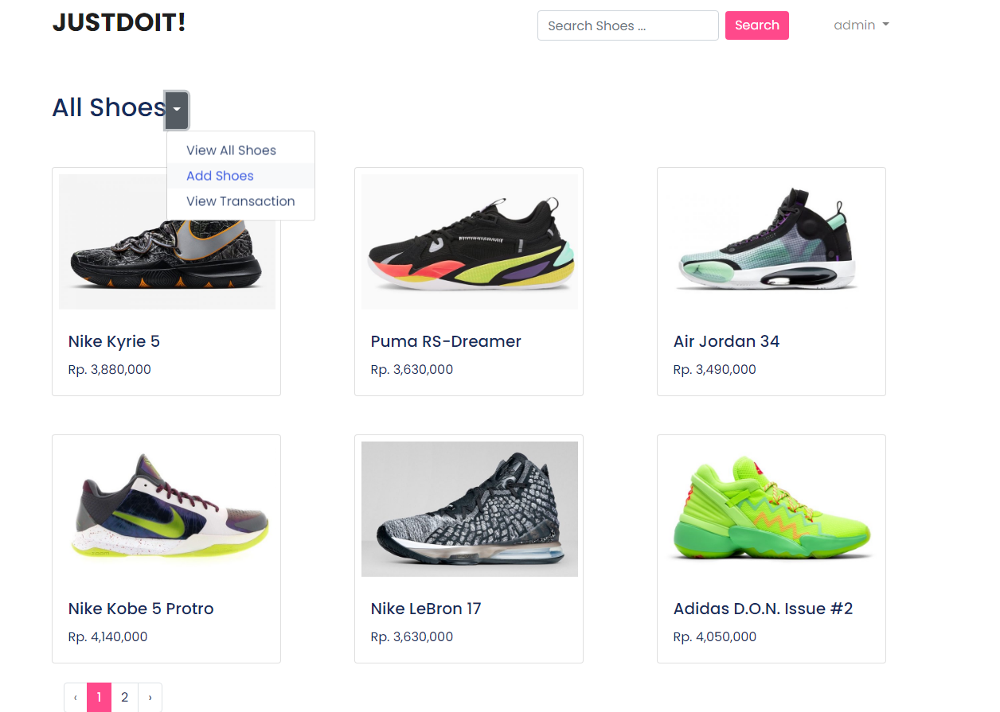 JUSTDOIT!
Search Shoes ...
Search
admin
All Shoes
View All Shoes
Add Shoes
View Transaction
Nike Kyrie 5
Rp. 3,880,000
Puma RS-Dreamer
Rp. 3,630,000
Air Jordan 34
Rp. 3,490,000
Nike Kobe 5 Protro
Rp. 4,140,000
Nike LeBron 17
Rp. 3,630,000
Adidas D.O.N. Issue #2
Rp. 4,050,000
‹ 1 2 ›